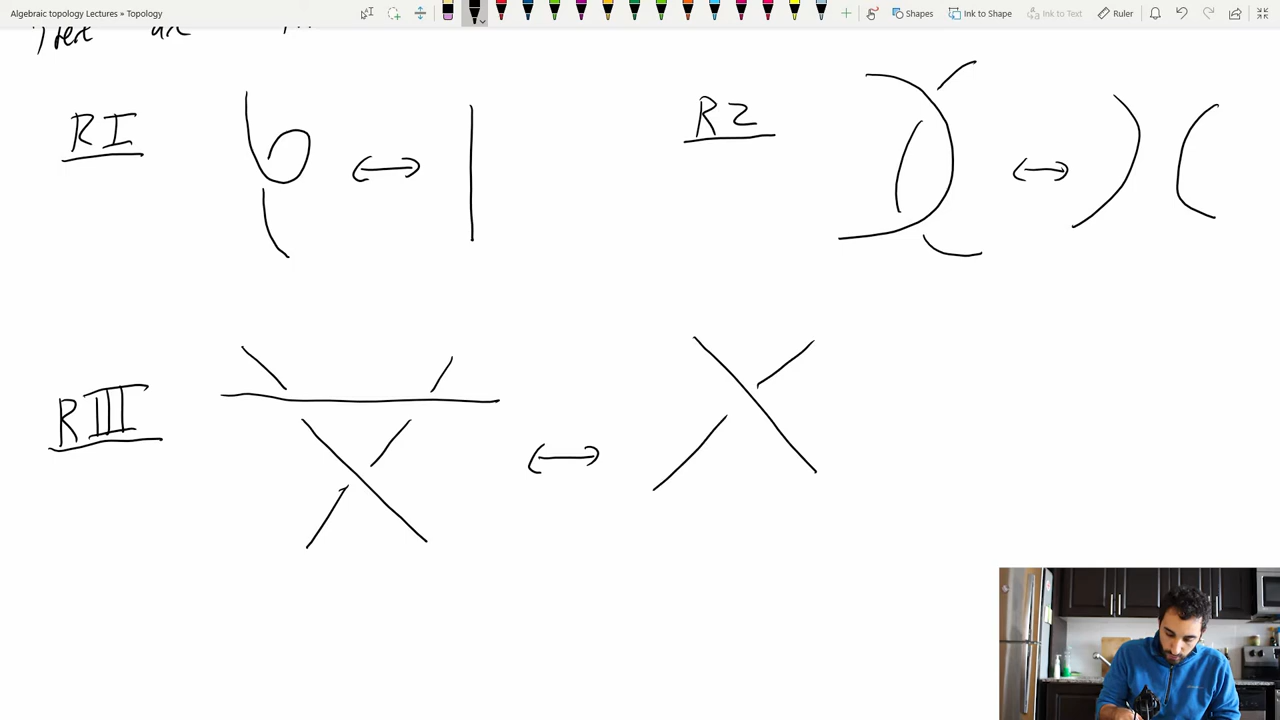 Algebraic topology Lectures » Topology
Shapes
Ink to Shape
Ink to Text
Ruler
RI
R2
RIII